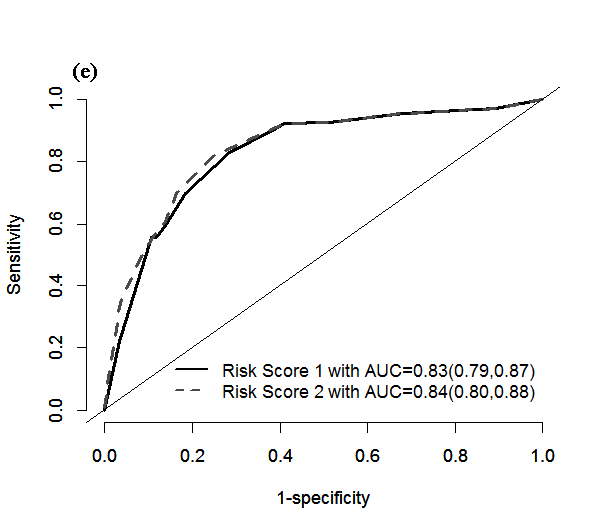 (e)
1.0
0.8
0.6
0.4
0.2
0.0
Sensitivity
Risk Score 1 with AUC=0.83(0.79,0.87)
Risk Score 2 with AUC=0.84(0.80,0.88)
0.0 0.2 0.4 0.6 0.8 1.0
1-specificity